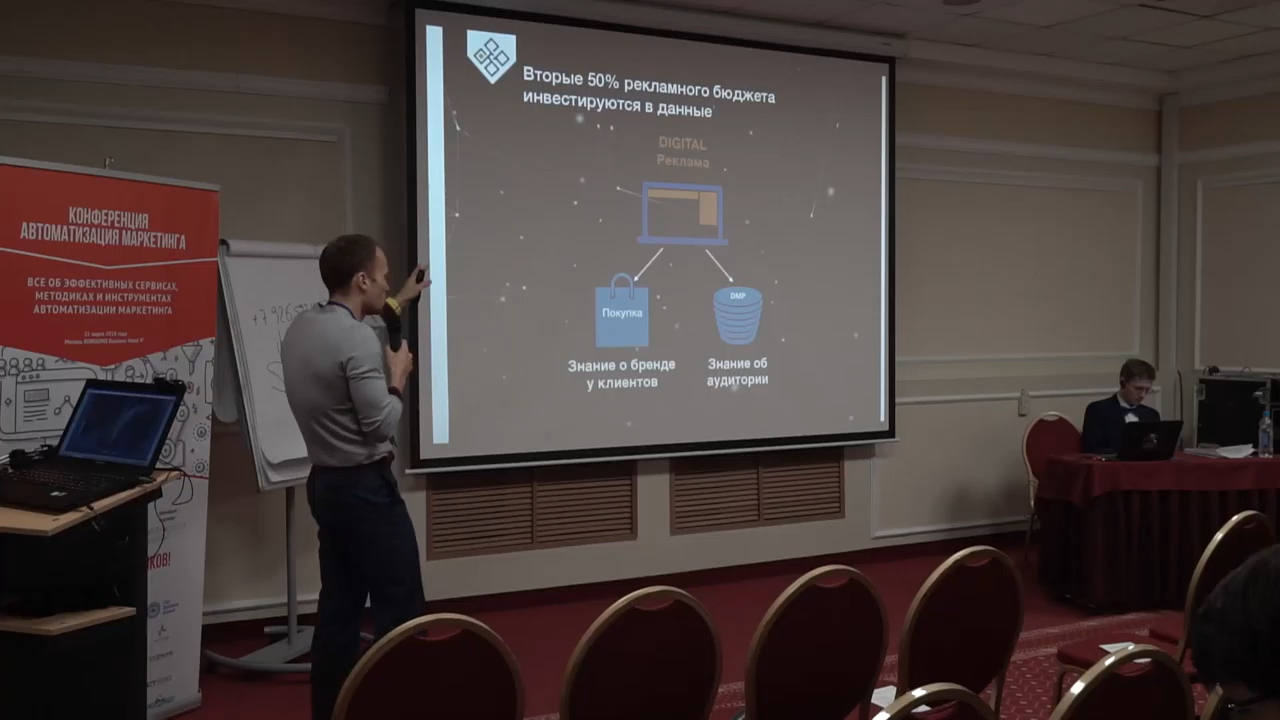 Вторые 50% рекламного бюджета
инвестируются в данные
DIGITAL
Реклама
Покупка
DMP
Знание о бренде
у клиентов
Знание об
аудитории
КОНФЕРЕНЦИЯ
АВТОМАТИЗАЦИЯ МАРКЕТИНГА
ВСЕ ОБ ЭФФЕКТИВНЫХ СЕРВИСАХ,
МЕТОДИКАХ И ИНСТРУМЕНТАХ
АВТОМАТИЗАЦИИ МАРКЕТИНГА
+7926